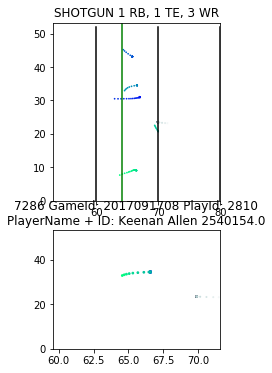 SHOTGUN 1 RB, 1 TE, 3 WR
50
40
30
20
10
0
60 70 80
7286 GameId: 2017091708 PlayId: 2810
PlayerName + ID: Keenan Allen 2540154.0
40
20
0
60.0 62.5 65.0 67.5 70.0